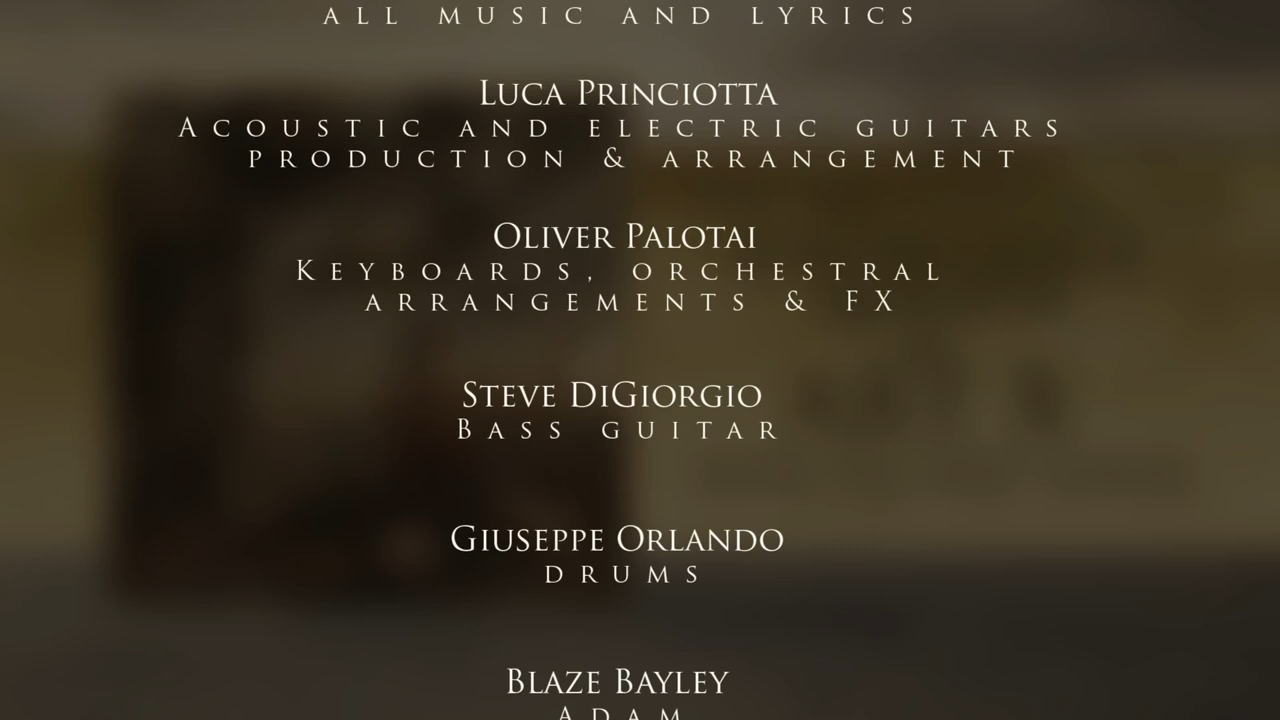 ALL MUSIC AND LYRICS
LUCA PRINCIOTTA
ACOUSTIC AND ELECTRIC GUITARS
PRODUCTION & ARRANGEMENT
OLIVER PALOTAI
KEYBOARDS, ORCHESTRAL
ARRANGEMENTS & FX
STEVE DIGIORGIO
BASS GUITAR
GIUSEPPE ORLANDO
DRUMS
BLAZE BAYLEY
ADAM